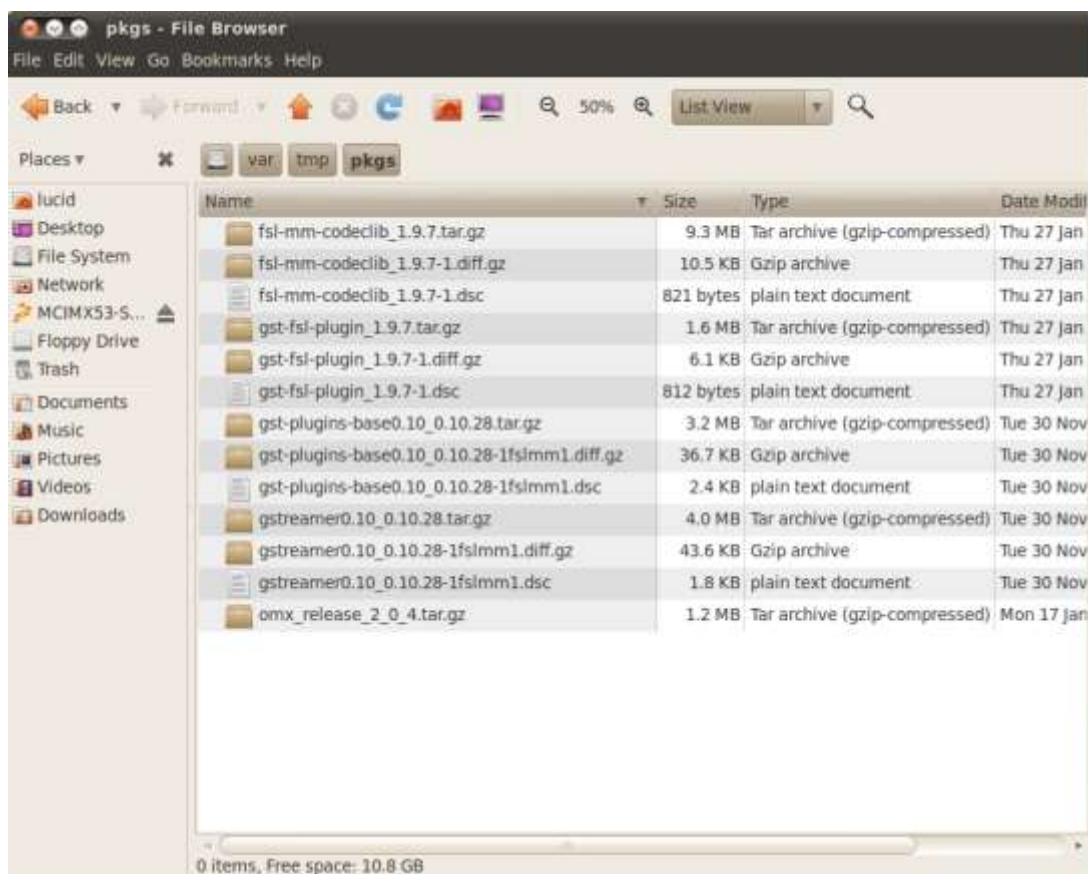 pkgs - File Browser
File Edit View Go Bookmarks Help
Back Forward 50% List View
Places var tmp pkgs
lucid
Desktop
File System
Network
MCIMX53-S...
Floppy Drive
Trash
Documents
Music
Pictures
Videos
Downloads
Name Size Type Date Modif
fsl-mm-codeclib_1.9.7.tar.gz 9.3 MB Tar archive (gzip-compressed) Thu 27 Jan
fsl-mm-codeclib_1.9.7-1.diff.gz 10.5 KB Gzip archive Thu 27 Jan
fsl-mm-codeclib_1.9.7-1.dsc 821 bytes plain text document Thu 27 Jan
gst-fsl-plugin_1.9.7.tar.gz 1.6 MB Tar archive (gzip-compressed) Thu 27 Jan
gst-fsl-plugin_1.9.7-1.diff.gz 6.1 KB Gzip archive Thu 27 Jan
gst-fsl-plugin_1.9.7-1.dsc 812 bytes plain text document Thu 27 Jan
gst-plugins-base0.10_0.10.28.tar.gz 3.2 MB Tar archive (gzip-compressed) Tue 30 Nov
gst-plugins-base0.10_0.10.28-1fslmm1.diff.gz 36.7 KB Gzip archive Tue 30 Nov
gst-plugins-base0.10_0.10.28-1fslmm1.dsc 2.4 KB plain text document Tue 30 Nov
gstreamer0.10_0.10.28.tar.gz 4.0 MB Tar archive (gzip-compressed) Tue 30 Nov
gstreamer0.10_0.10.28-1fslmm1.diff.gz 43.6 KB Gzip archive Tue 30 Nov
gstreamer0.10_0.10.28-1fslmm1.dsc 1.8 KB plain text document Tue 30 Nov
omx_release_2_0_4.tar.gz 1.2 MB Tar archive (gzip-compressed) Mon 17 Jan
0 items, Free space: 10.8 GB